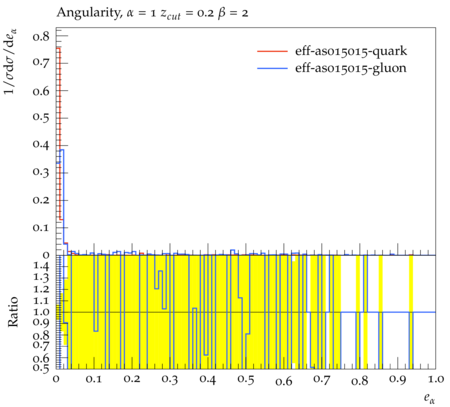 Angularity, α = 1 z_cut = 0.2 β = 2
1/σdσ/de_α
0.8
0.7
0.6
0.5
0.4
0.3
0.2
0.1
0
eff-as015015-quark
eff-as015015-gluon
Ratio
1.4
1.3
1.2
1.1
1.0
0.9
0.8
0.7
0.6
0.5
0 0.1 0.2 0.3 0.4 0.5 0.6 0.7 0.8 0.9 1.0
e_α